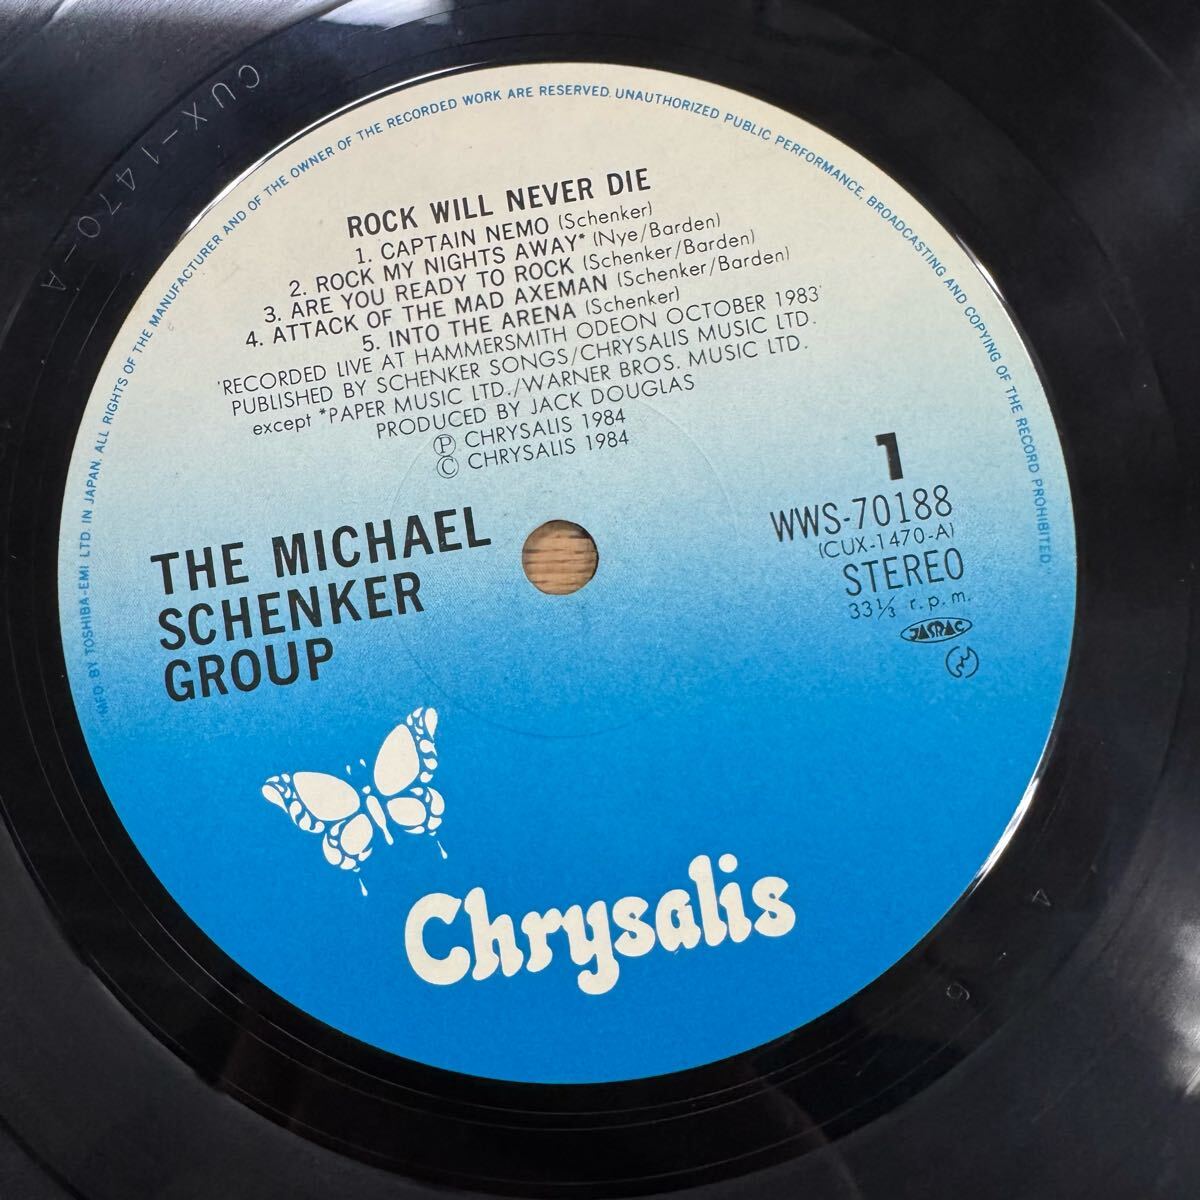 CUX-1470-A
MFD. BY TOSHIBA-EMI LTD. IN JAPAN. ALL RIGHTS OF THE MANUFACTURER AND OF THE OWNER OF THE RECORDED WORK ARE RESERVED. UNAUTHORIZED PUBLIC PERFORMANCE, BROADCASTING AND COPYING OF THE RECORD PROHIBITED.
ROCK WILL NEVER DIE
1. CAPTAIN NEMO (Schenker)
2. ROCK MY NIGHTS AWAY* (Nye/Barden)
3. ARE YOU READY TO ROCK (Schenker/Barden)
4. ATTACK OF THE MAD AXEMAN (Schenker/Barden)
5. INTO THE ARENA (Schenker)
'RECORDED LIVE AT HAMMERSMITH ODEON OCTOBER 1983'
PUBLISHED BY SCHENKER SONGS/CHRYSALIS MUSIC LTD.
except *PAPER MUSIC LTD./WARNER BROS. MUSIC LTD.
PRODUCED BY JACK DOUGLAS
Ⓟ CHRYSALIS 1984
© CHRYSALIS 1984
1
WWS-70188
(CUX-1470-A)
STEREO
33 1/3 r.p.m.
JASRAC
THE MICHAEL
SCHENKER
GROUP
Chrysalis
4
6